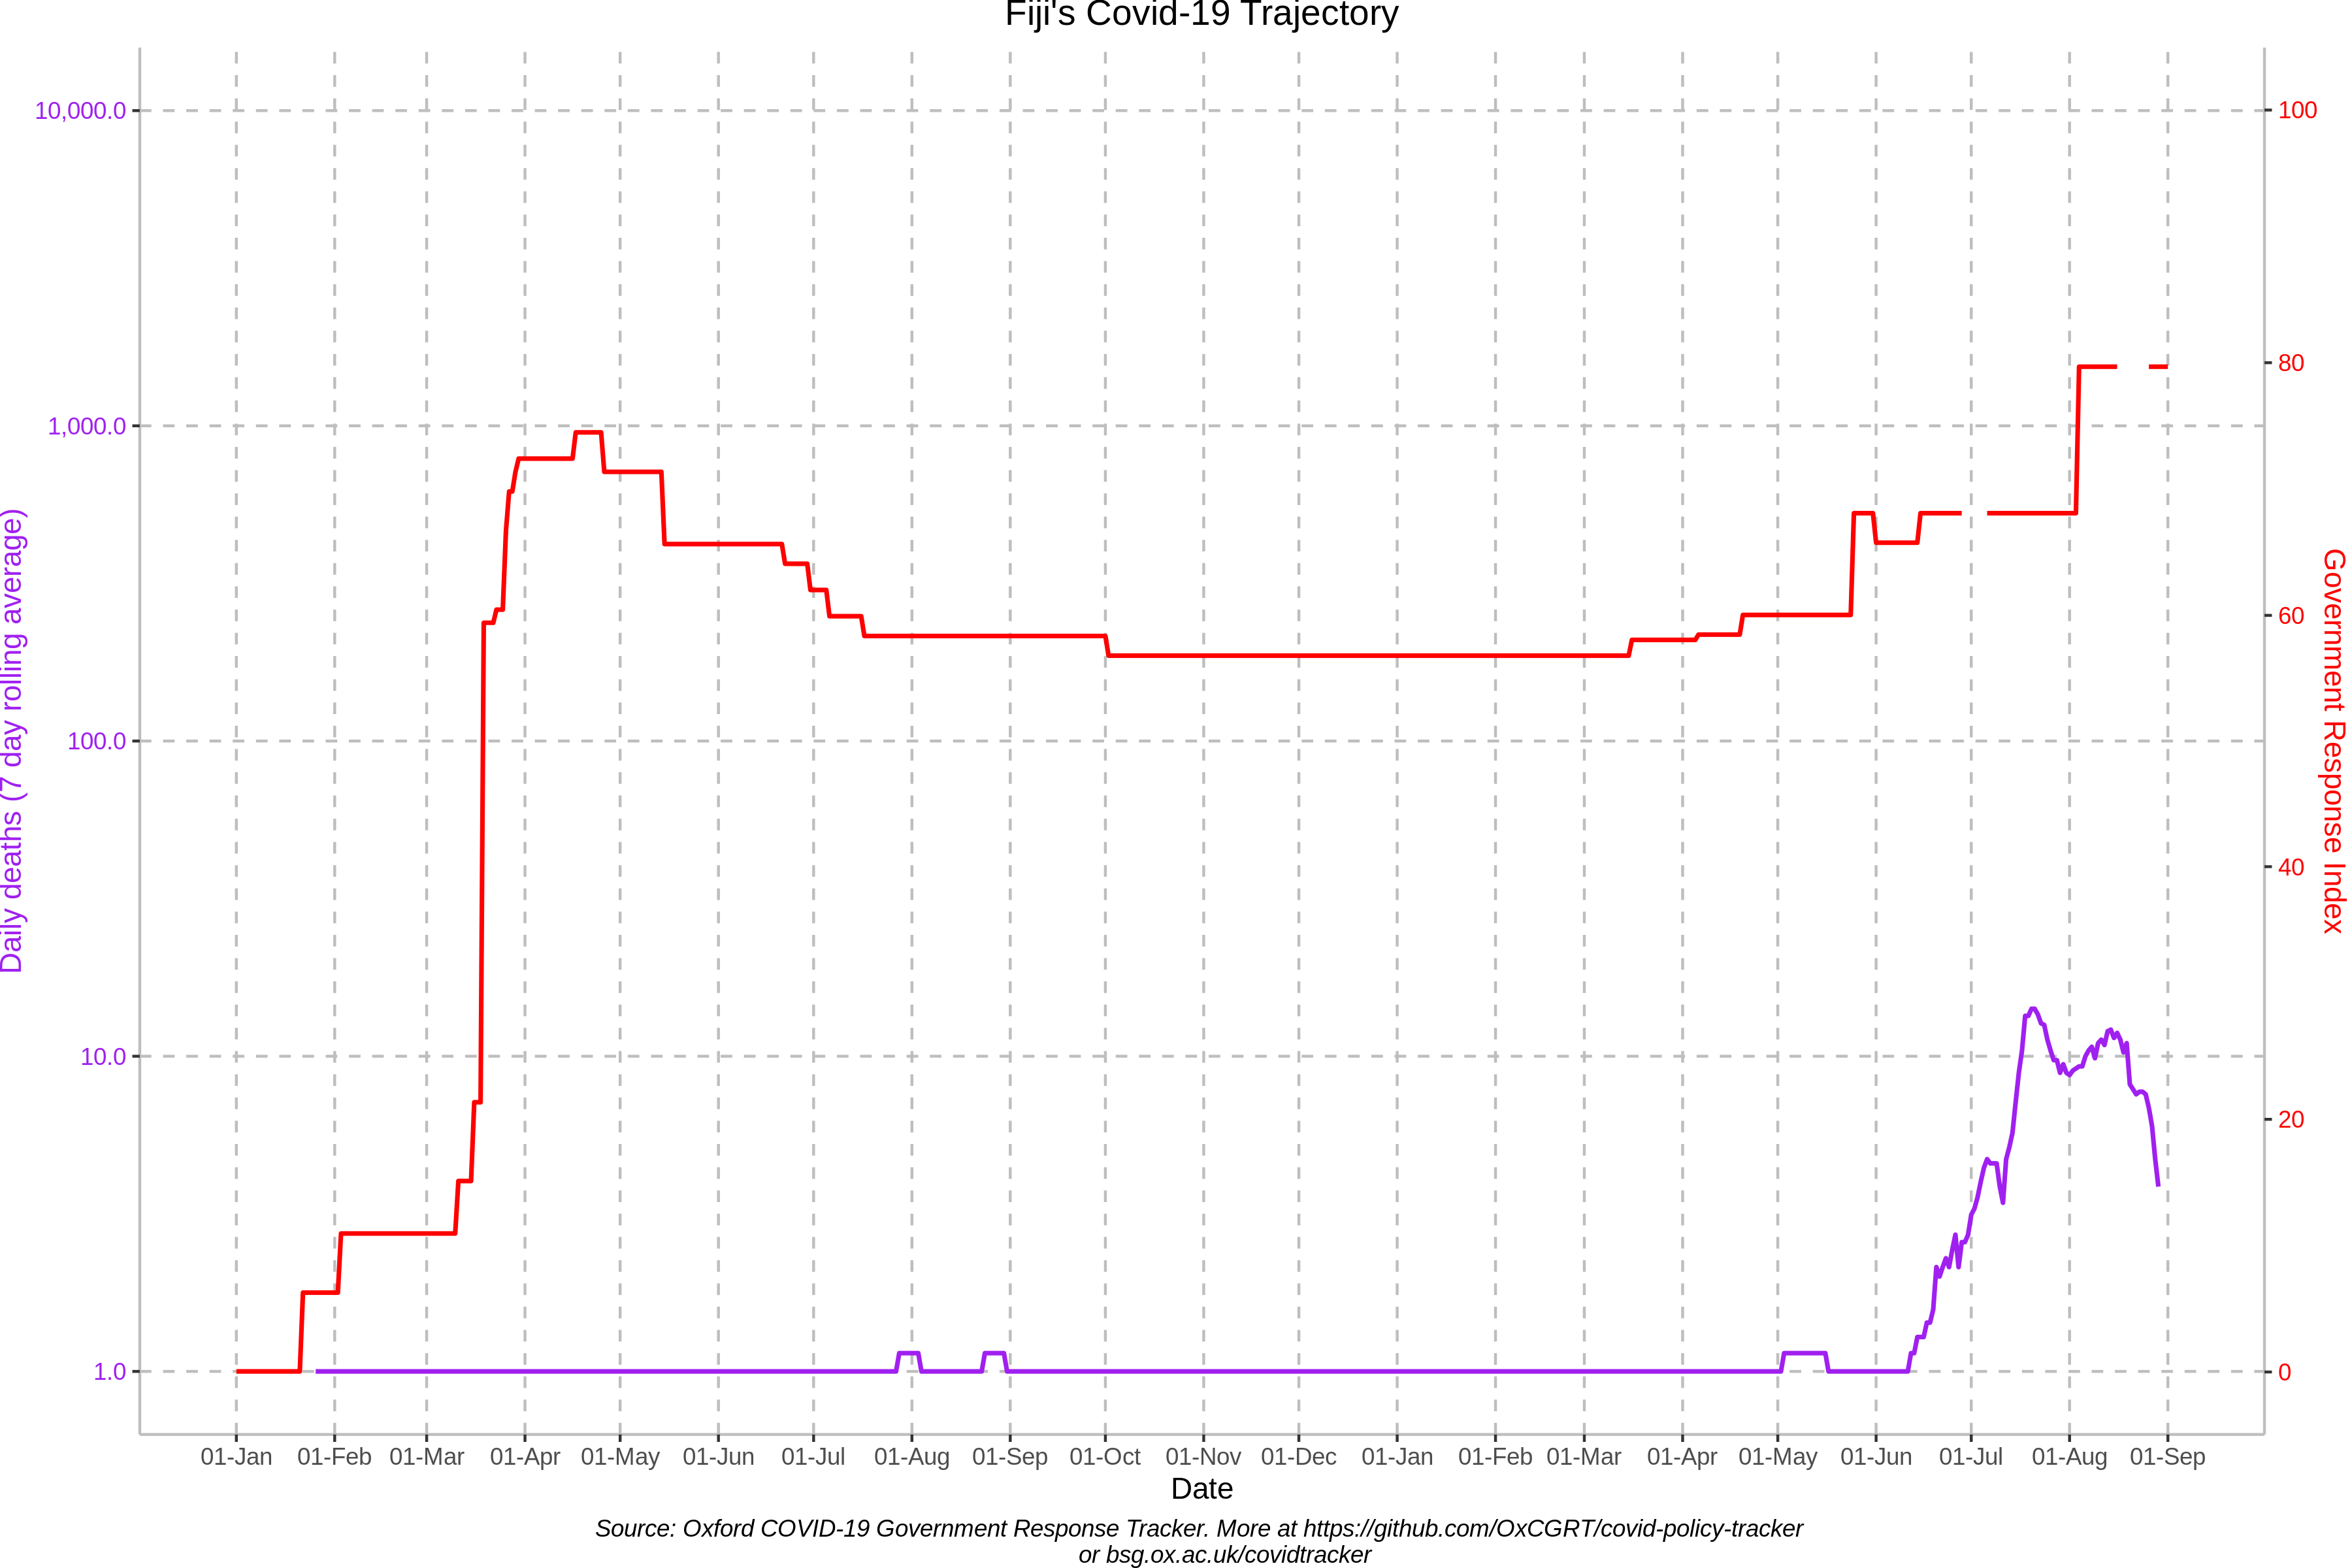 Fiji's Covid-19 Trajectory
10,000.0
1,000.0
100.0
10.0
1.0
Daily deaths (7 day rolling average)
100
80
60
40
20
0
Government Response Index
01-Jan 01-Feb 01-Mar 01-Apr 01-May 01-Jun 01-Jul 01-Aug 01-Sep 01-Oct 01-Nov 01-Dec 01-Jan 01-Feb 01-Mar 01-Apr 01-May 01-Jun 01-Jul 01-Aug 01-Sep
Date
Source: Oxford COVID-19 Government Response Tracker. More at https://github.com/OxCGRT/covid-policy-tracker
or bsg.ox.ac.uk/covidtracker